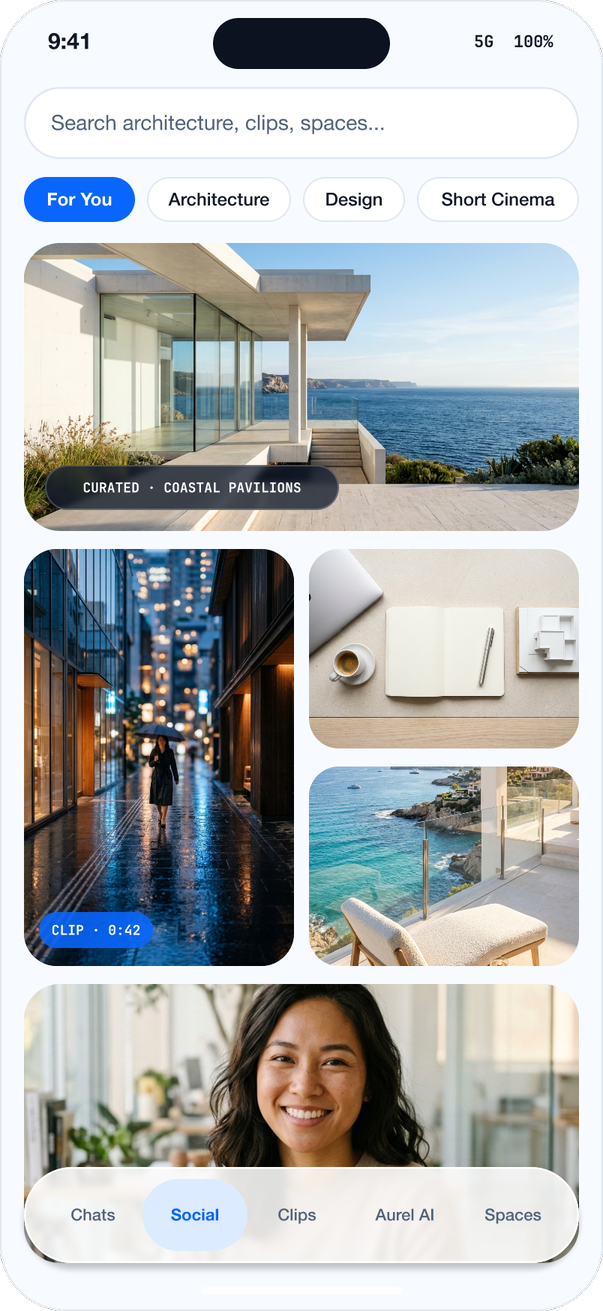 9:41
5G 100%
Search architecture, clips, spaces...
For You
Architecture
Design
Short Cinema
CURATED · COASTAL PAVILIONS
CLIP · 0:42
Chats
Social
Clips
Aurel AI
Spaces